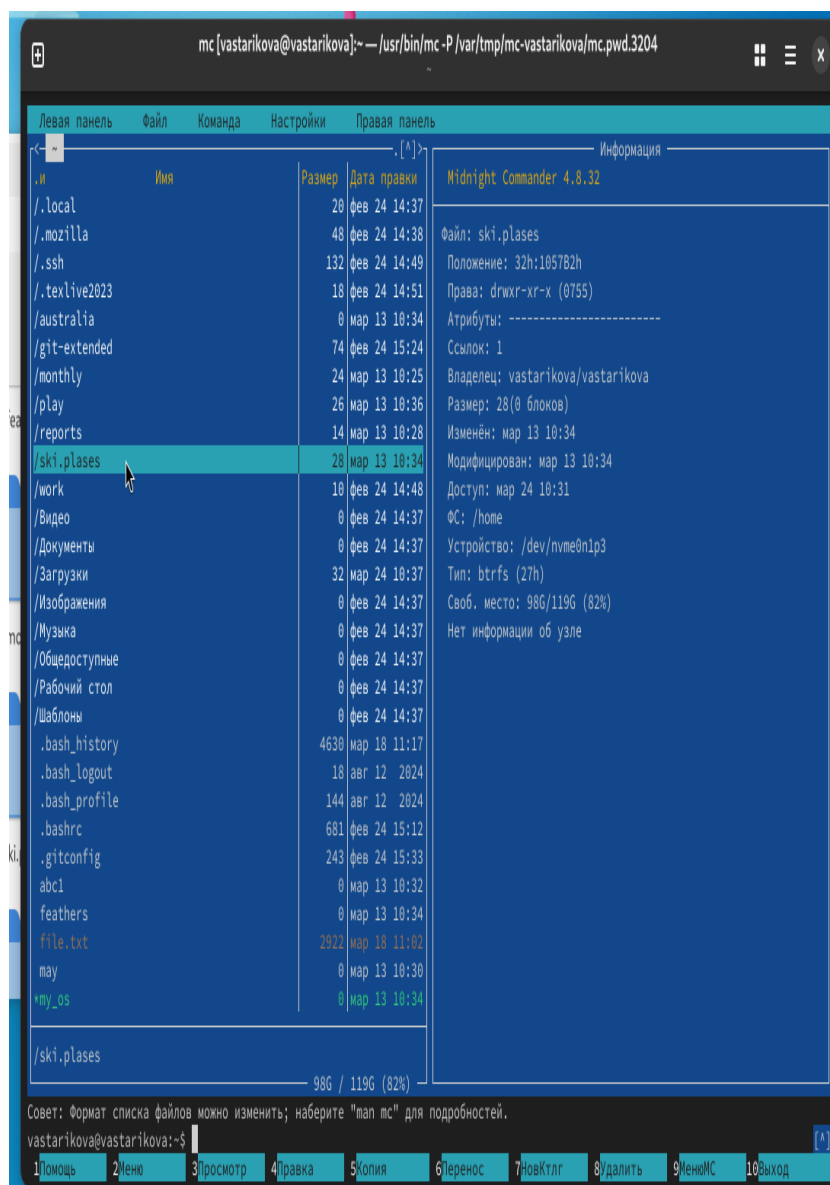 mc [vastarikova@vastarikova]:~ — /usr/bin/mc -P /var/tmp/mc-vastarikova/mc.pwd.3204
~
Левая панель Файл Команда Настройки Правая панель
<─ ~ .[^]>
.и Имя Размер Дата правки
/.local 20 фев 24 14:37
/.mozilla 48 фев 24 14:38
/.ssh 132 фев 24 14:49
/.texlive2023 18 фев 24 14:51
/australia 0 мар 13 10:34
/git-extended 74 фев 24 15:24
/monthly 24 мар 13 10:25
/play 26 мар 13 10:36
/reports 14 мар 13 10:28
/ski.plases 28 мар 13 10:34
/work 10 фев 24 14:48
/Видео 0 фев 24 14:37
/Документы 0 фев 24 14:37
/Загрузки 32 мар 24 10:37
/Изображения 0 фев 24 14:37
/Музыка 0 фев 24 14:37
/Общедоступные 0 фев 24 14:37
/Рабочий стол 0 фев 24 14:37
/Шаблоны 0 фев 24 14:37
.bash_history 4630 мар 18 11:17
.bash_logout 18 авг 12 2024
.bash_profile 144 авг 12 2024
.bashrc 681 фев 24 15:12
.gitconfig 243 фев 24 15:33
abc1 0 мар 13 10:32
feathers 0 мар 13 10:34
file.txt 2922 мар 18 11:02
may 0 мар 13 10:30
*my_os 0 мар 13 10:34
/ski.plases
98G / 119G (82%)
Информация
Midnight Commander 4.8.32
Файл: ski.plases
Положение: 32h:1057B2h
Права: drwxr-xr-x (0755)
Атрибуты: -------------------------
Ссылок: 1
Владелец: vastarikova/vastarikova
Размер: 28(0 блоков)
Изменён: мар 13 10:34
Модифицирован: мар 13 10:34
Доступ: мар 24 10:31
ФС: /home
Устройство: /dev/nvme0n1p3
Тип: btrfs (27h)
Своб. место: 98G/119G (82%)
Нет информации об узле
Совет: Формат списка файлов можно изменить; наберите "man mc" для подробностей.
vastarikova@vastarikova:~$ [^]
1Помощь 2Меню 3Просмотр 4Правка 5Копия 6Перенос 7НовКтлг 8Удалить 9МенюMC 10Выход